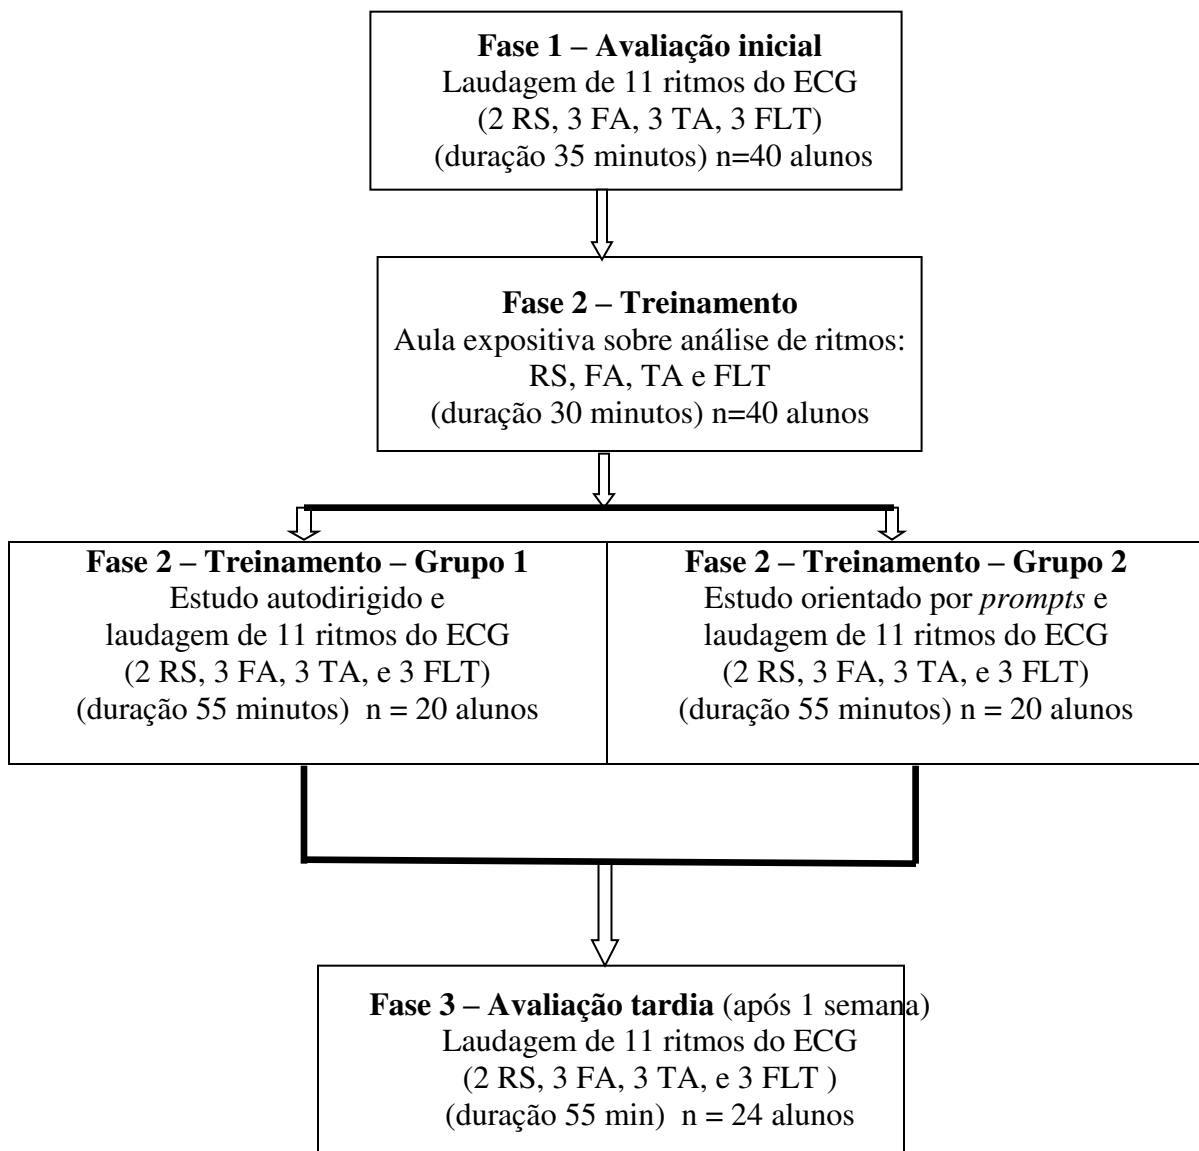 Fase 1 – Avaliação inicial
Laudagem de 11 ritmos do ECG
(2 RS, 3 FA, 3 TA, 3 FLT)
(duração 35 minutos) n=40 alunos
Fase 2 – Treinamento
Aula expositiva sobre análise de ritmos:
RS, FA, TA e FLT
(duração 30 minutos) n=40 alunos
Fase 2 – Treinamento – Grupo 1
Estudo autodirigido e
laudagem de 11 ritmos do ECG
(2 RS, 3 FA, 3 TA, e 3 FLT)
(duração 55 minutos) n = 20 alunos
Fase 2 – Treinamento – Grupo 2
Estudo orientado por prompts e
laudagem de 11 ritmos do ECG
(2 RS, 3 FA, 3 TA, e 3 FLT)
(duração 55 minutos) n = 20 alunos
Fase 3 – Avaliação tardia (após 1 semana)
Laudagem de 11 ritmos do ECG
(2 RS, 3 FA, 3 TA, e 3 FLT )
(duração 55 min) n = 24 alunos